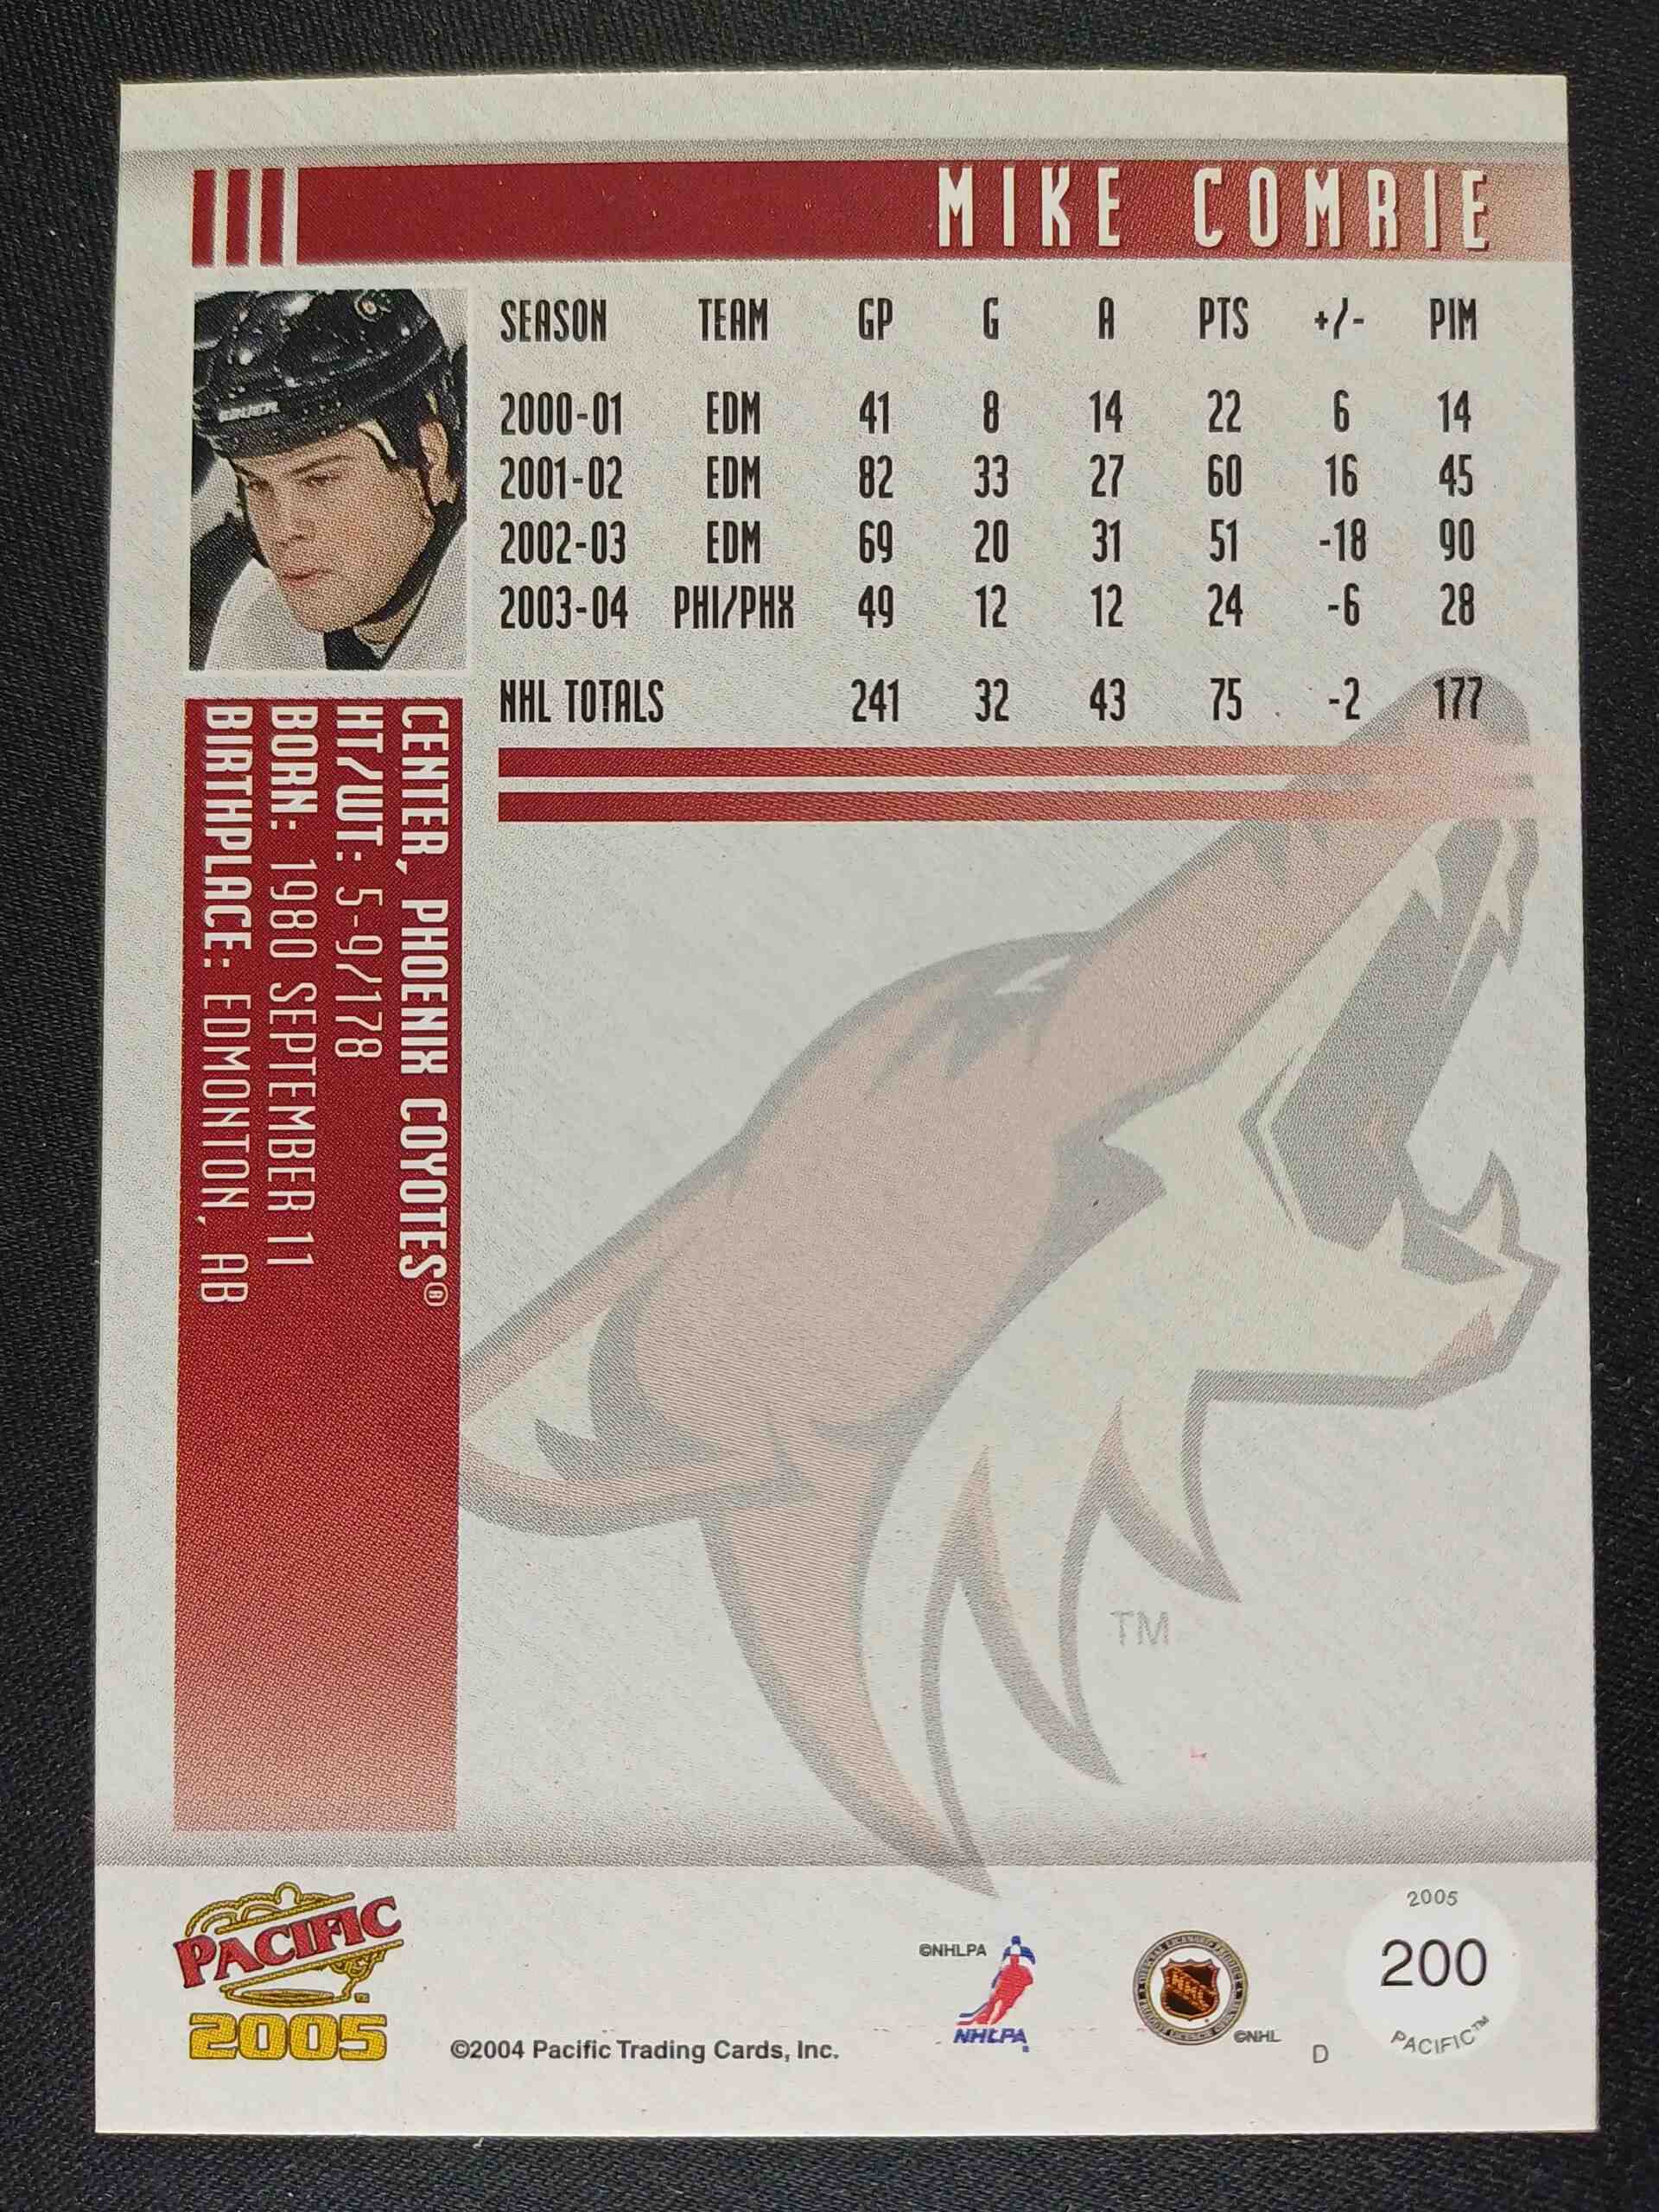 MIKE COMRIE
SEASON TEAM GP G A PTS +/- PIM
2000-01 EDM 41 8 14 22 6 14
2001-02 EDM 82 33 27 60 16 45
2002-03 EDM 69 20 31 51 -18 90
2003-04 PHI/PHX 49 12 12 24 -6 28
NHL TOTALS 241 32 43 75 -2 177
CENTER, PHOENIX COYOTES®
HT/WT: 5-9/178
BORN: 1980 SEPTEMBER 11
BIRTHPLACE: EDMONTON, AB
TM
PACIFIC
2005
©2004 Pacific Trading Cards, Inc.
©NHLPA
NHLPA
NHL
©NHL
D
2005
200
PACIFIC™